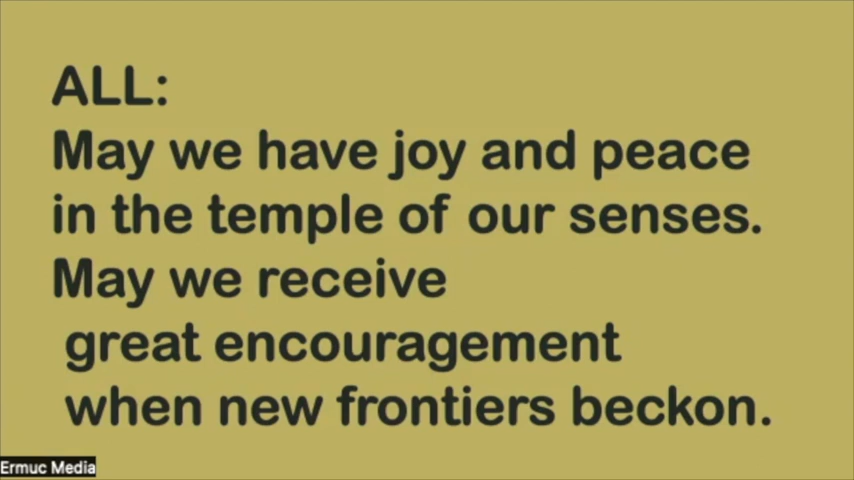 ALL:
May we have joy and peace
in the temple of our senses.
May we receive
great encouragement
when new frontiers beckon.
Ermuc Media